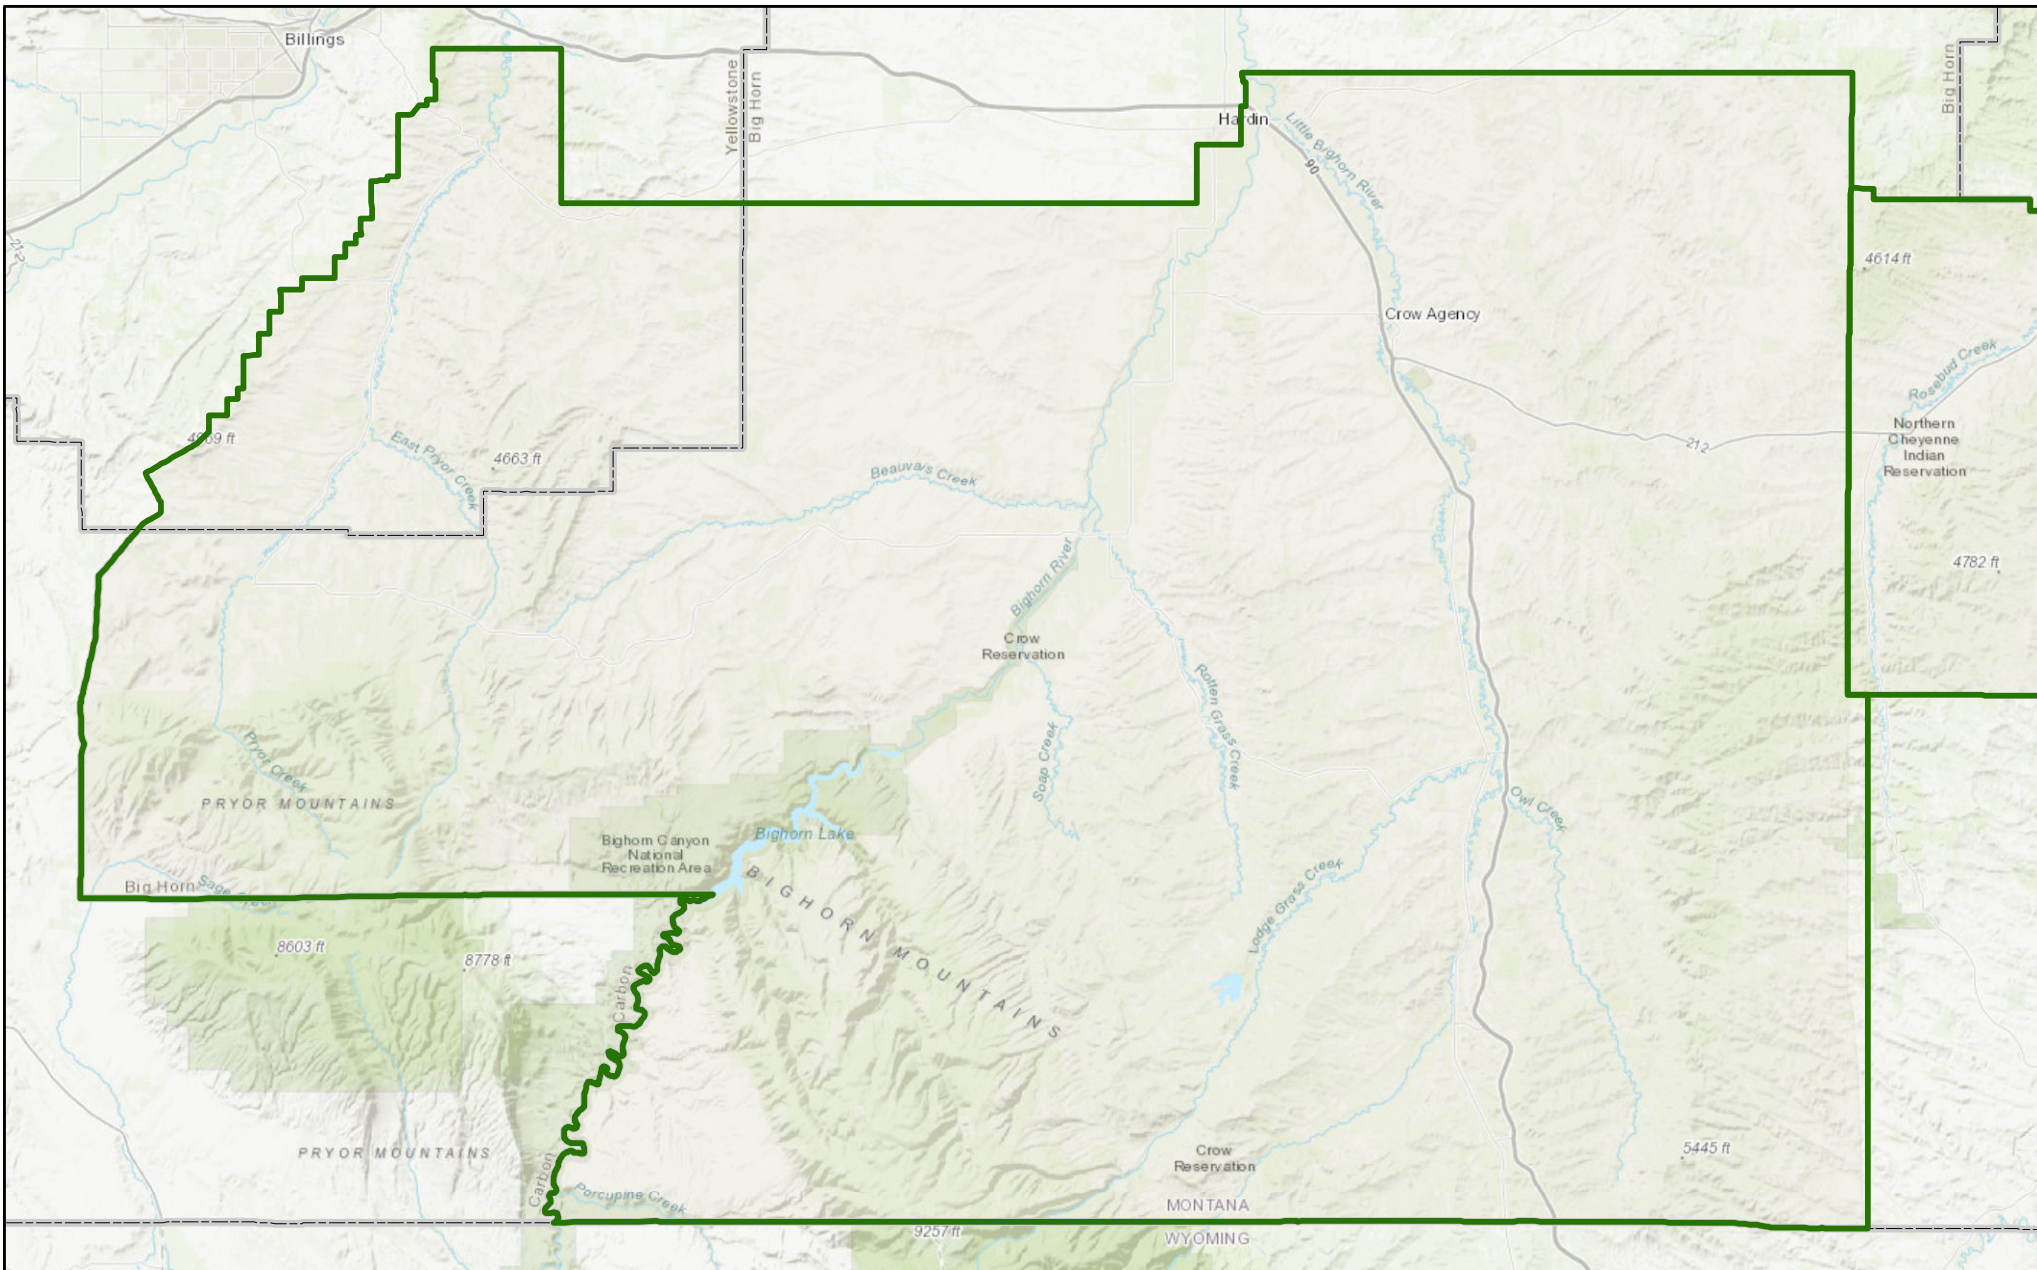 Billings
Yellowstone
Big Horn
Big Horn
Hardin
Little Bighorn River
90
212
4614 ft
Crow Agency
Rosebud Creek
4969 ft
East Pryor Creek
4663 ft
Beauvais Creek
212
Northern
Cheyenne
Indian
Reservation
Bighorn River
4782 ft
Crow
Reservation
Rotten Grass Creek
Soap Creek
Pryor Creek
PRYOR MOUNTAINS
Bighorn Canyon
National
Recreation Area
Bighorn Lake
Owl Creek
Big Horn
Sage Creek
BIGHORN MOUNTAINS
Lodge Grass Creek
8603 ft
8778 ft
Carbon
PRYOR MOUNTAINS
Carbon
Porcupine Creek
Crow
Reservation
5445 ft
MONTANA
WYOMING
9257 ft